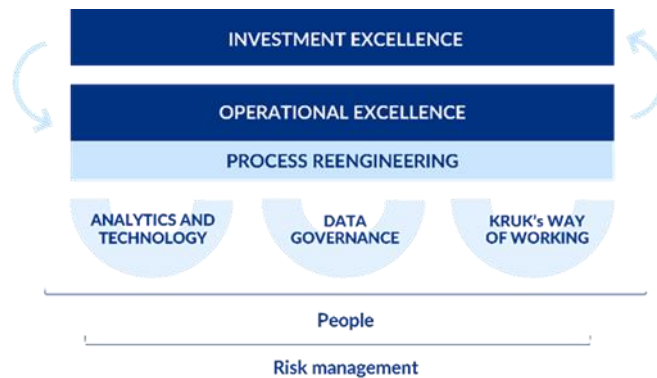 INVESTMENT EXCELLENCE
OPERATIONAL EXCELLENCE
PROCESS REENGINEERING
ANALYTICS AND
TECHNOLOGY
DATA
GOVERNANCE
KRUK's WAY
OF WORKING
People
Risk management